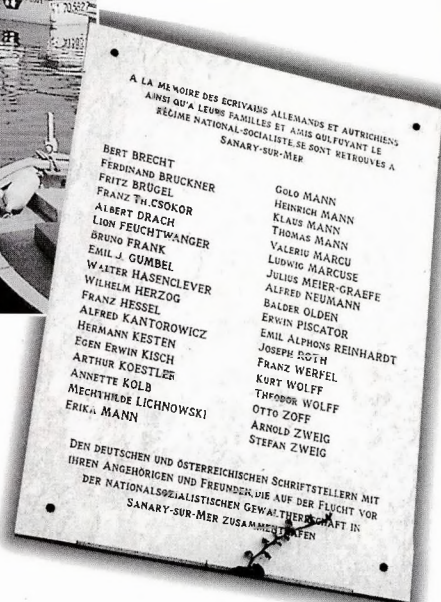 A LA MEMOIRE DES ECRIVAINS ALLEMANDS ET AUTRICHIENS
AINSI QU'A LEURS FAMILLES ET AMIS QUI, FUYANT LE
RÉGIME NATIONAL-SOCIALISTE, SE SONT RETROUVES A
SANARY-SUR-MER
BERT BRECHT
FERDINAND BRUCKNER
FRITZ BRÜGEL
FRANZ TH. CSOKOR
ALBERT DRACH
LION FEUCHTWANGER
BRUNO FRANK
EMIL J. GUMBEL
WALTER HASENCLEVER
WILHELM HERZOG
FRANZ HESSEL
ALFRED KANTOROWICZ
HERMANN KESTEN
EGEN ERWIN KISCH
ARTHUR KOESTLER
ANNETTE KOLB
MECHTHILDE LICHNOWSKI
ERIKA MANN
GOLO MANN
HEINRICH MANN
KLAUS MANN
THOMAS MANN
VALERIU MARCU
LUDWIG MARCUSE
JULIUS MEIER-GRAEFE
ALFRED NEUMANN
BALDER OLDEN
ERWIN PISCATOR
EMIL ALPHONS REINHARDT
JOSEPH ROTH
FRANZ WERFEL
KURT WOLFF
THEODOR WOLFF
OTTO ZOFF
ARNOLD ZWEIG
STEFAN ZWEIG
DEN DEUTSCHEN UND ÖSTERREICHISCHEN SCHRIFTSTELLERN MIT
IHREN ANGEHÖRIGEN UND FREUNDEN, DIE AUF DER FLUCHT VOR
DER NATIONALSOZIALISTISCHEN GEWALTHERRSCHAFT IN
SANARY-SUR-MER ZUSAMMENTRAFEN